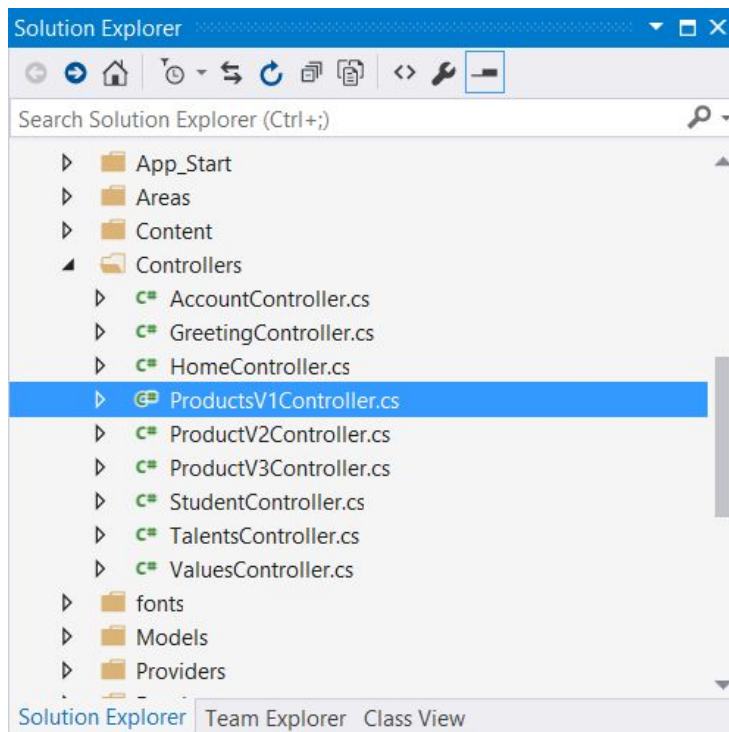 Solution Explorer
Search Solution Explorer (Ctrl+;)
App_Start
Areas
Content
Controllers
C# AccountController.cs
C# GreetingController.cs
C# HomeController.cs
C# ProductsV1Controller.cs
C# ProductV2Controller.cs
C# ProductV3Controller.cs
C# StudentController.cs
C# TalentsController.cs
C# ValuesController.cs
fonts
Models
Providers
Solution Explorer Team Explorer Class View